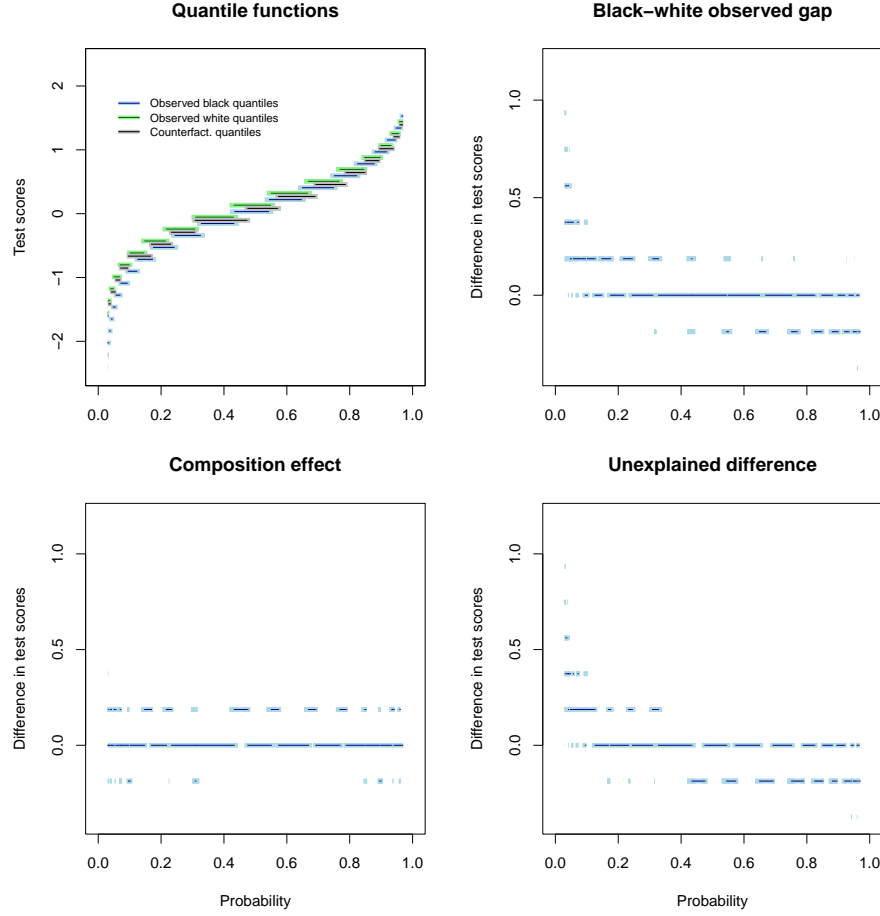 Quantile functions
Test scores
2
1
0
−1
−2
Observed black quantiles
Observed white quantiles
Counterfact. quantiles
0.0 0.2 0.4 0.6 0.8 1.0
Black−white observed gap
Difference in test scores
1.0
0.5
0.0
0.0 0.2 0.4 0.6 0.8 1.0
Composition effect
Difference in test scores
1.0
0.5
0.0
0.0 0.2 0.4 0.6 0.8 1.0
Probability
Unexplained difference
Difference in test scores
1.0
0.5
0.0
0.0 0.2 0.4 0.6 0.8 1.0
Probability